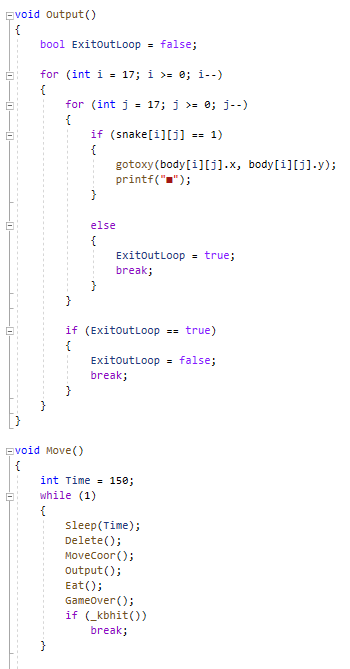 void Output()
{
    bool ExitOutLoop = false;

    for (int i = 17; i >= 0; i--)
    {
        for (int j = 17; j >= 0; j--)
        {
            if (snake[i][j] == 1)
            {
                gotoxy(body[i][j].x, body[i][j].y);
                printf("■");
            }

            else
            {
                ExitOutLoop = true;
                break;
            }
        }

        if (ExitOutLoop == true)
        {
            ExitOutLoop = false;
            break;
        }
    }
}

void Move()
{
    int Time = 150;
    while (1)
    {
        Sleep(Time);
        Delete();
        MoveCoor();
        Output();
        Eat();
        GameOver();
        if (_kbhit())
            break;
    }